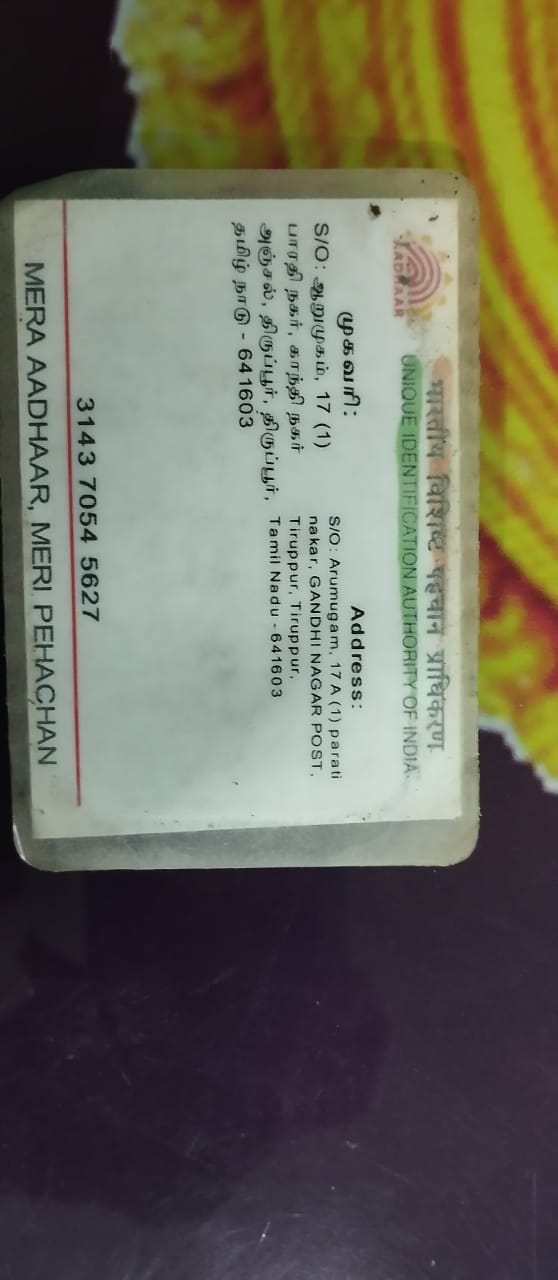 भारतीय विशिष्ट पहचान प्राधिकरण
UNIQUE IDENTIFICATION AUTHORITY OF INDIA
AADHAAR
முகவரி:
S/O: ஆறுமுகம், 17 (1)
பாரதி நகர், காந்தி நகர்
அஞ்சல், திருப்பூர், திருப்பூர்,
தமிழ் நாடு - 641603
Address:
S/O: Arumugam, 17 A (1) parati
nakar, GANDHI NAGAR POST,
Tiruppur, Tiruppur,
Tamil Nadu - 641603
3143 7054 5627
MERA AADHAAR, MERI PEHACHAN